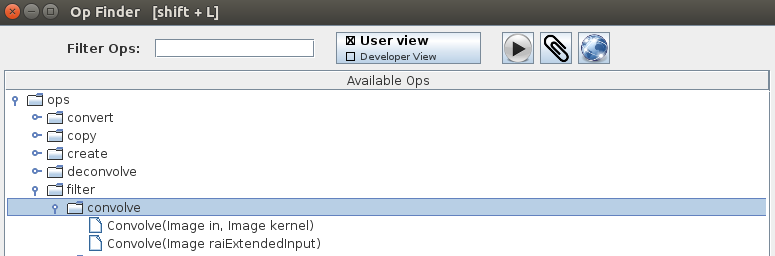 Op Finder [shift + L]
Filter Ops:
User view
Developer View
Available Ops
ops
convert
copy
create
deconvolve
filter
convolve
Convolve(Image in, Image kernel)
Convolve(Image raiExtendedInput)